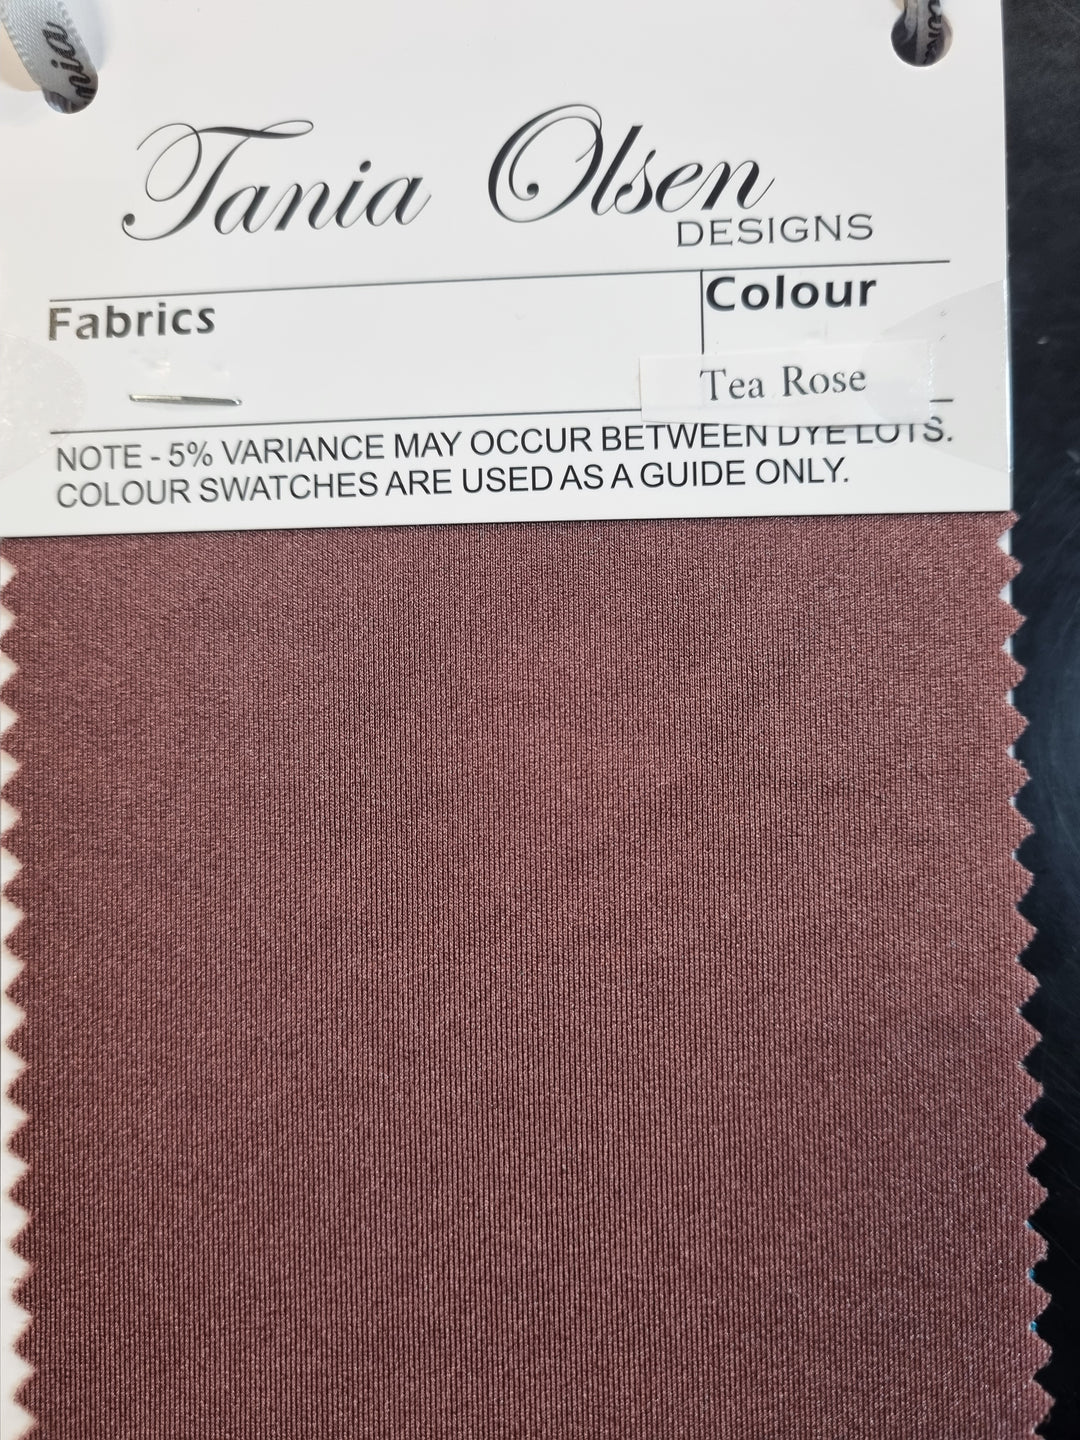 Tania Olsen
DESIGNS
Fabrics
Colour
Tea Rose
NOTE - 5% VARIANCE MAY OCCUR BETWEEN DYE LOTS.
COLOUR SWATCHES ARE USED AS A GUIDE ONLY.